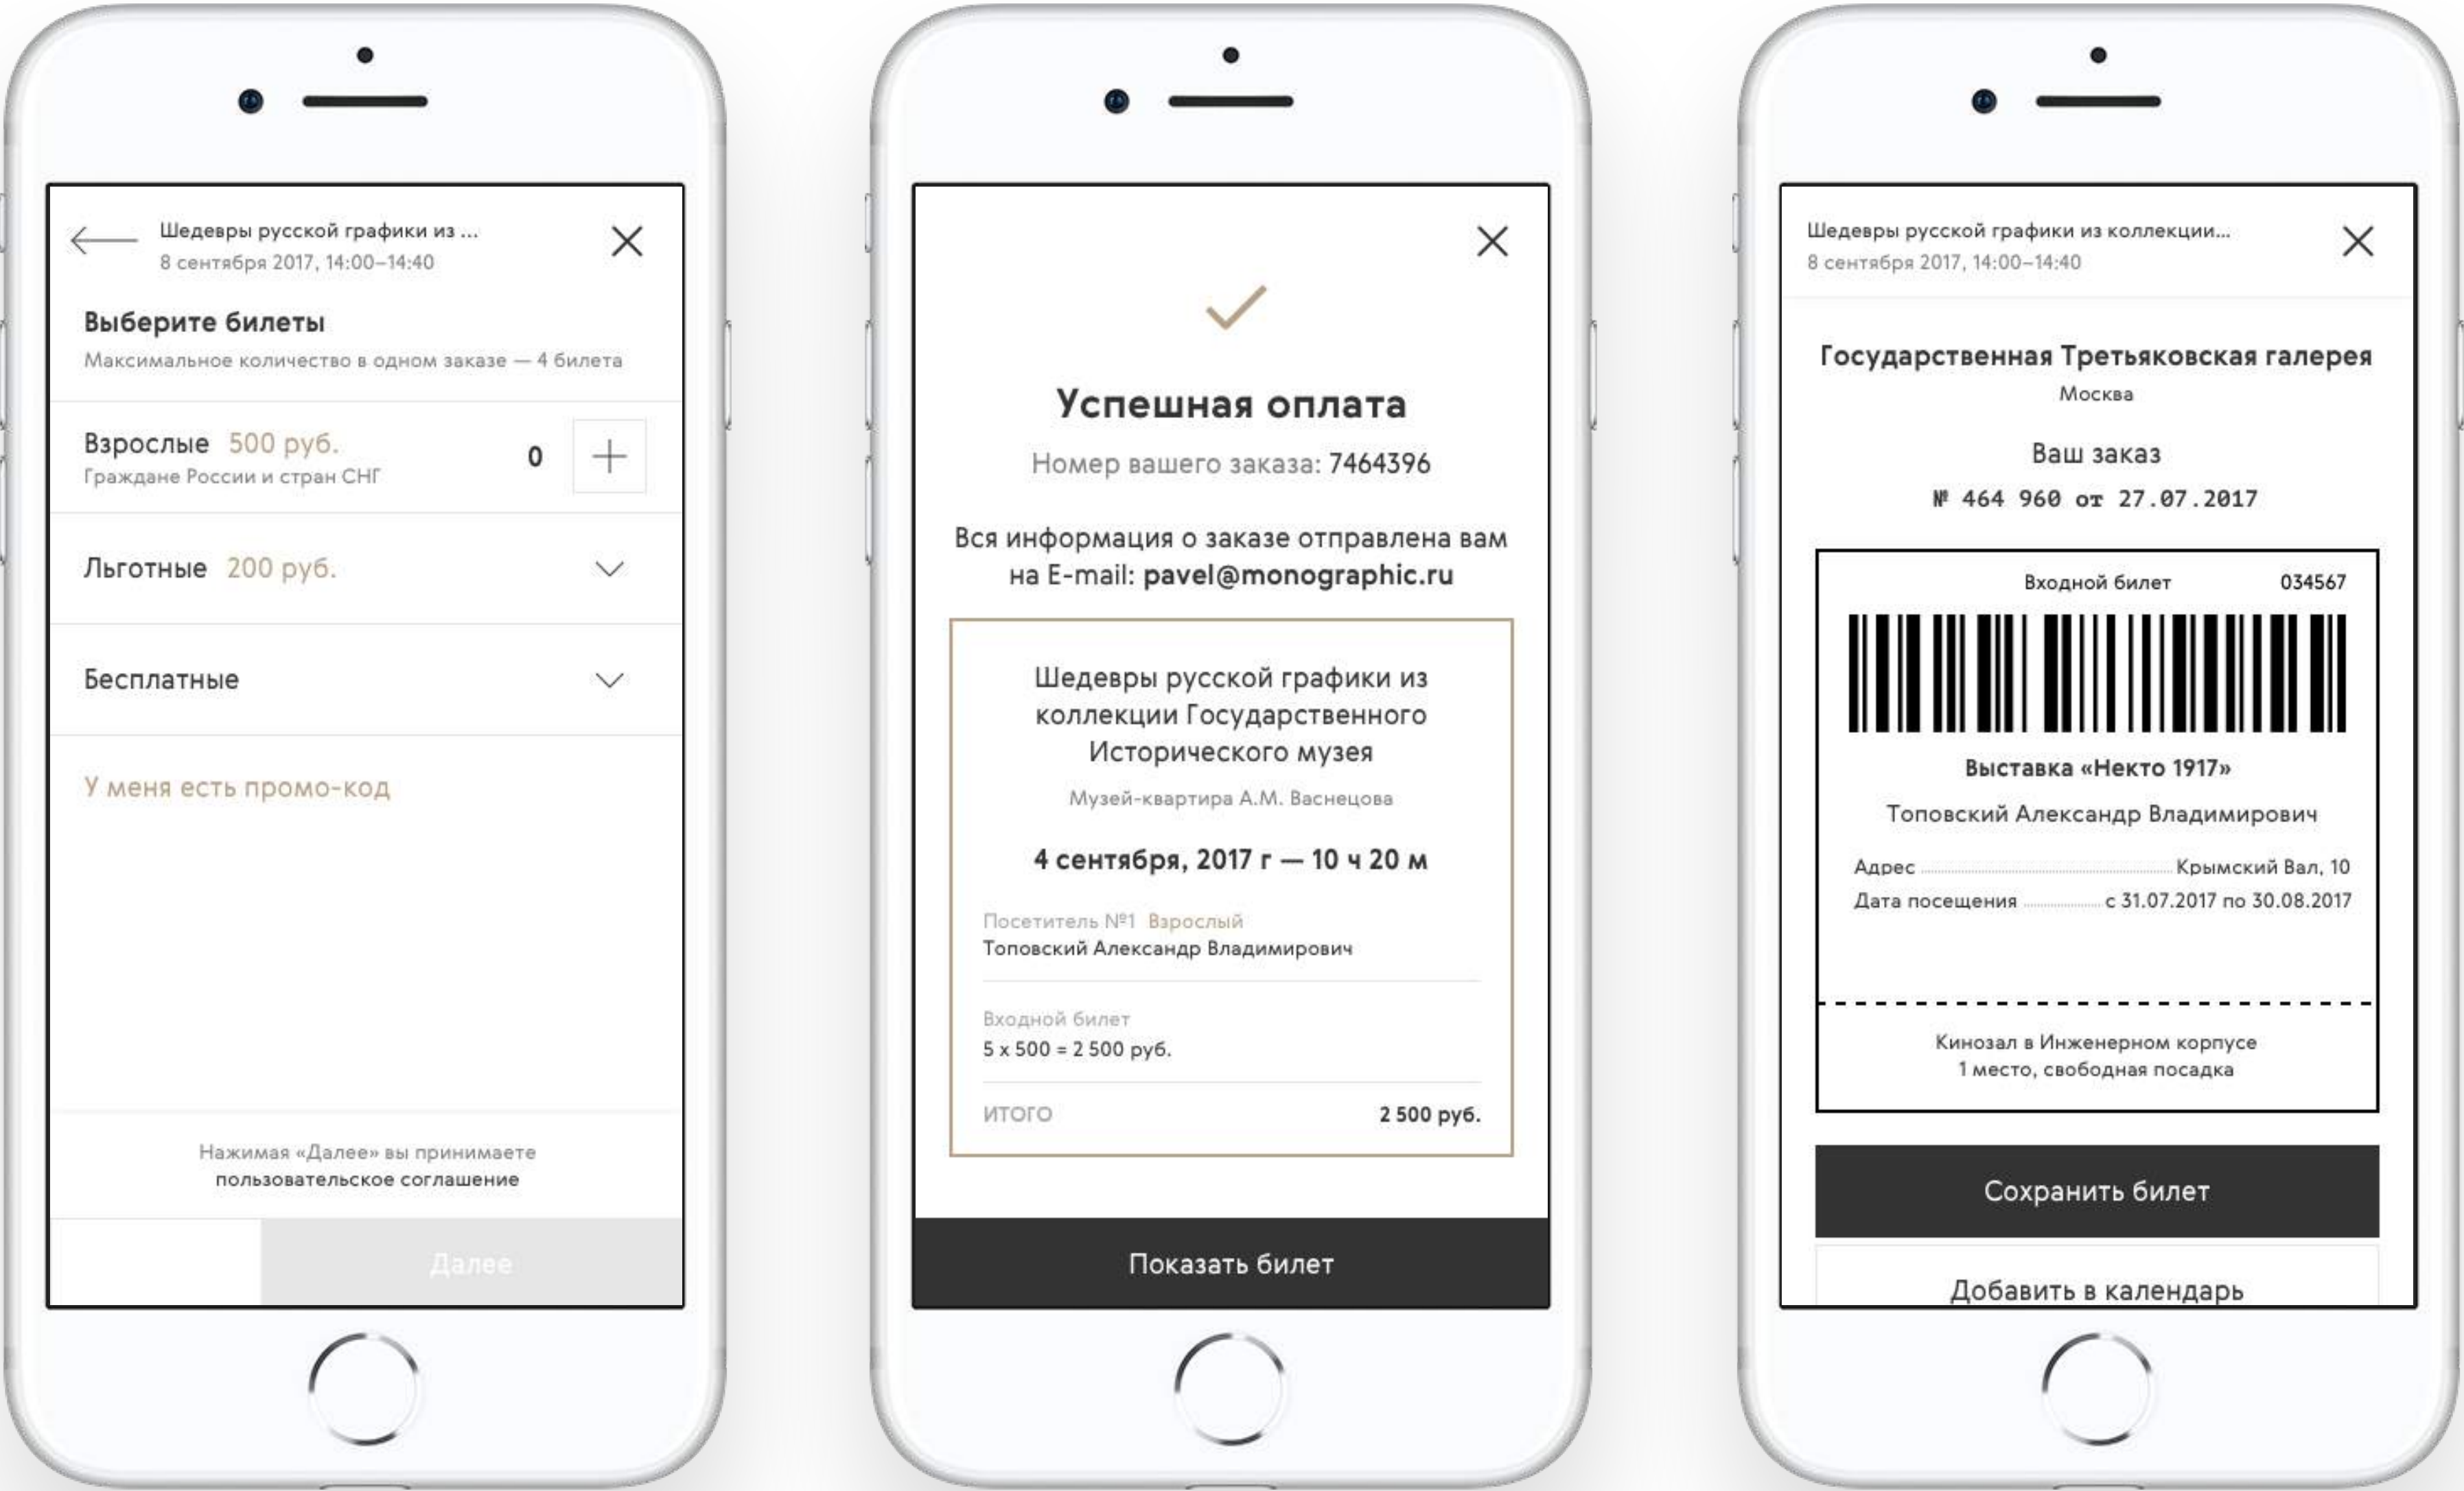 Шедевры русской графики из ...
8 сентября 2017, 14:00–14:40
Выберите билеты
Максимальное количество в одном заказе — 4 билета
Взрослые 500 руб.
0
Граждане России и стран СНГ
Льготные 200 руб.
Бесплатные
У меня есть промо-код
Нажимая «Далее» вы принимаете
пользовательское соглашение
Далее
Успешная оплата
Номер вашего заказа: 7464396
Вся информация о заказе отправлена вам
на E-mail: pavel@monographic.ru
Шедевры русской графики из
коллекции Государственного
Исторического музея
Музей-квартира А.М. Васнецова
4 сентября, 2017 г — 10 ч 20 м
Посетитель №1 Взрослый
Топовский Александр Владимирович
Входной билет
5 x 500 = 2 500 руб.
ИТОГО 2 500 руб.
Показать билет
Шедевры русской графики из коллекции...
8 сентября 2017, 14:00–14:40
Государственная Третьяковская галерея
Москва
Ваш заказ
№ 464 960 от 27.07.2017
Входной билет 034567
Выставка «Некто 1917»
Топовский Александр Владимирович
Адрес Крымский Вал, 10
Дата посещения с 31.07.2017 по 30.08.2017
Кинозал в Инженерном корпусе
1 место, свободная посадка
Сохранить билет
Добавить в календарь